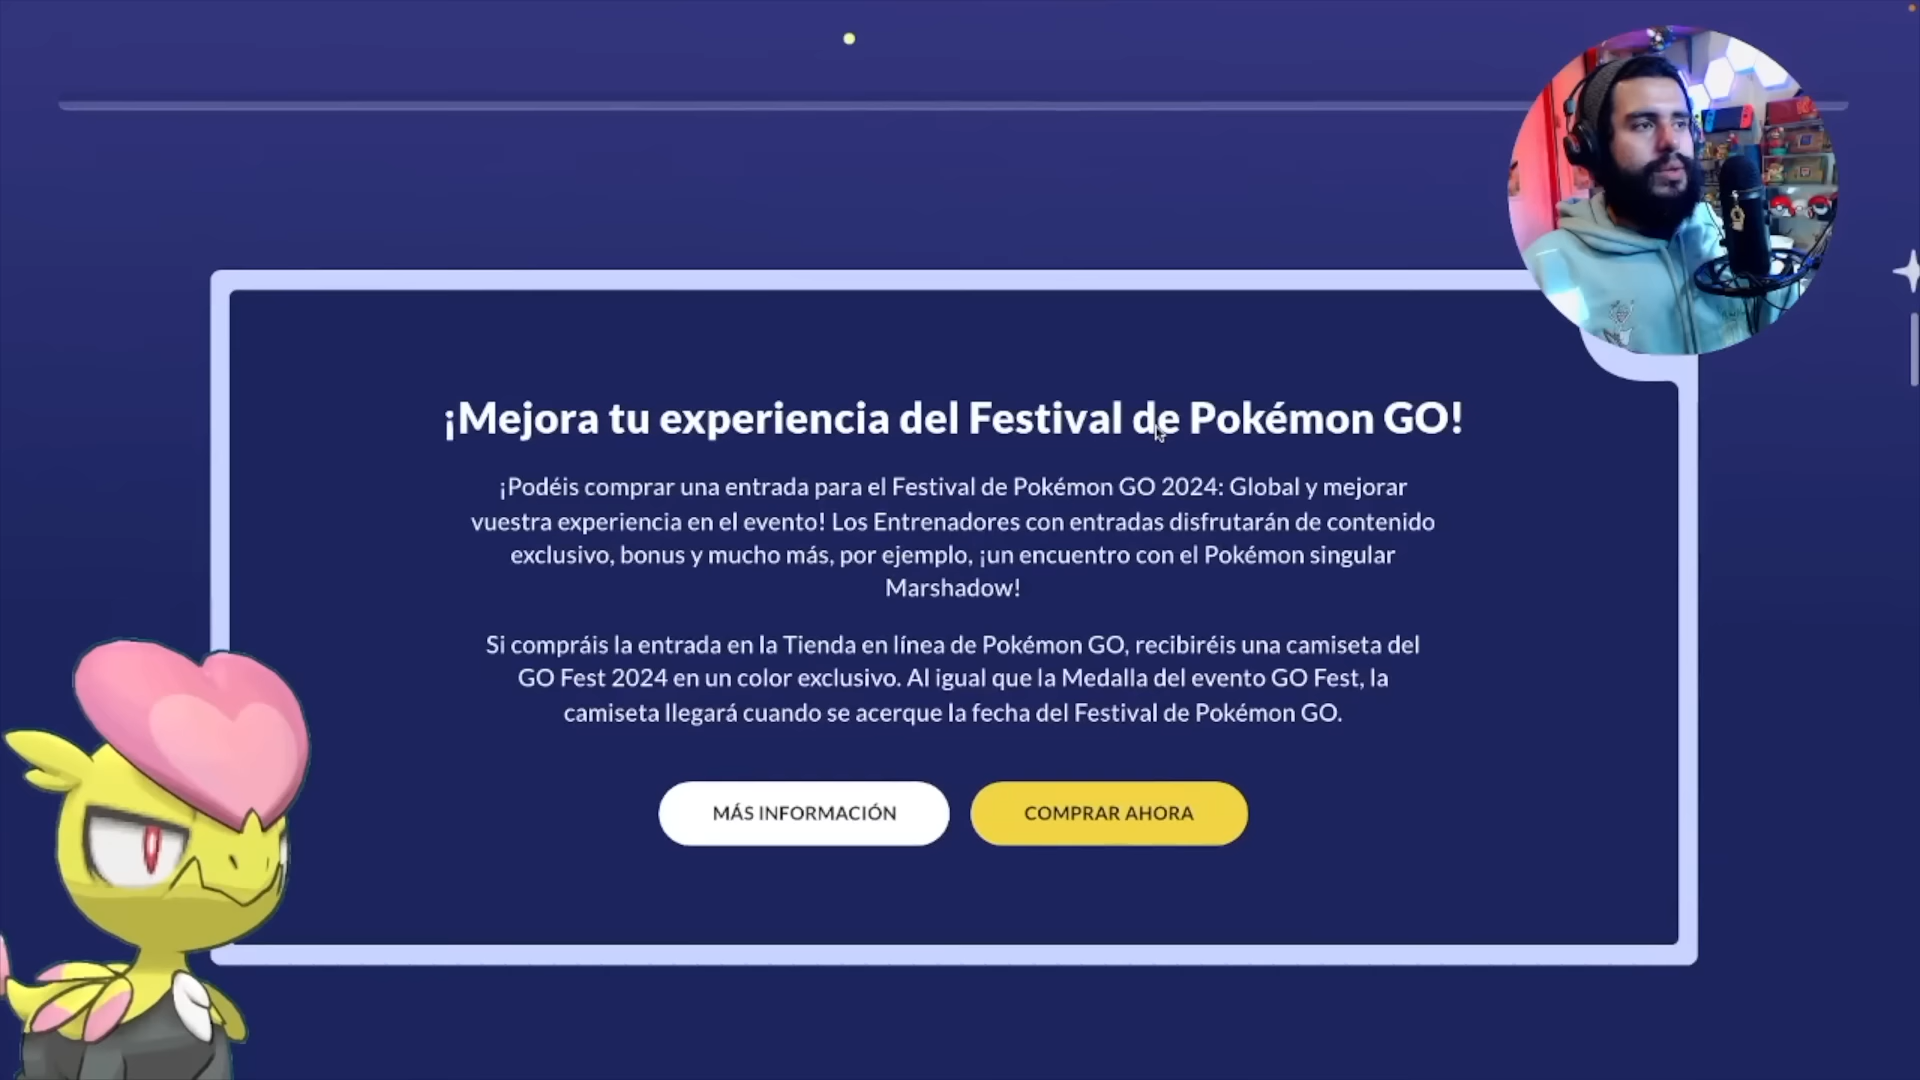 ¡Mejora tu experiencia del Festival de Pokémon GO!
¡Podéis comprar una entrada para el Festival de Pokémon GO 2024: Global y mejorar
vuestra experiencia en el evento! Los Entrenadores con entradas disfrutarán de contenido
exclusivo, bonus y mucho más, por ejemplo, ¡un encuentro con el Pokémon singular
Marshadow!
Si compráis la entrada en la Tienda en línea de Pokémon GO, recibiréis una camiseta del
GO Fest 2024 en un color exclusivo. Al igual que la Medalla del evento GO Fest, la
camiseta llegará cuando se acerque la fecha del Festival de Pokémon GO.
MÁS INFORMACIÓN
COMPRAR AHORA